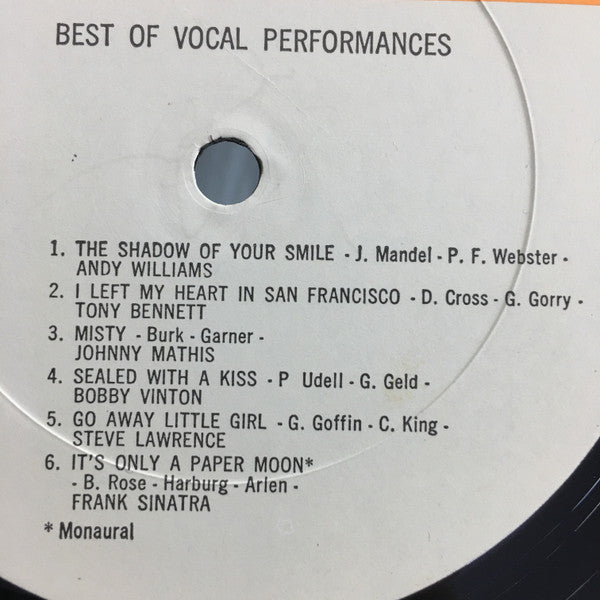 BEST OF VOCAL PERFORMANCES
1. THE SHADOW OF YOUR SMILE - J. Mandel - P. F. Webster -
ANDY WILLIAMS
2. I LEFT MY HEART IN SAN FRANCISCO - D. Cross - G. Gorry -
TONY BENNETT
3. MISTY - Burk - Garner -
JOHNNY MATHIS
4. SEALED WITH A KISS - P Udell - G. Geld -
BOBBY VINTON
5. GO AWAY LITTLE GIRL - G. Goffin - C. King -
STEVE LAWRENCE
6. IT'S ONLY A PAPER MOON*
- B. Rose - Harburg - Arlen -
FRANK SINATRA
* Monaural